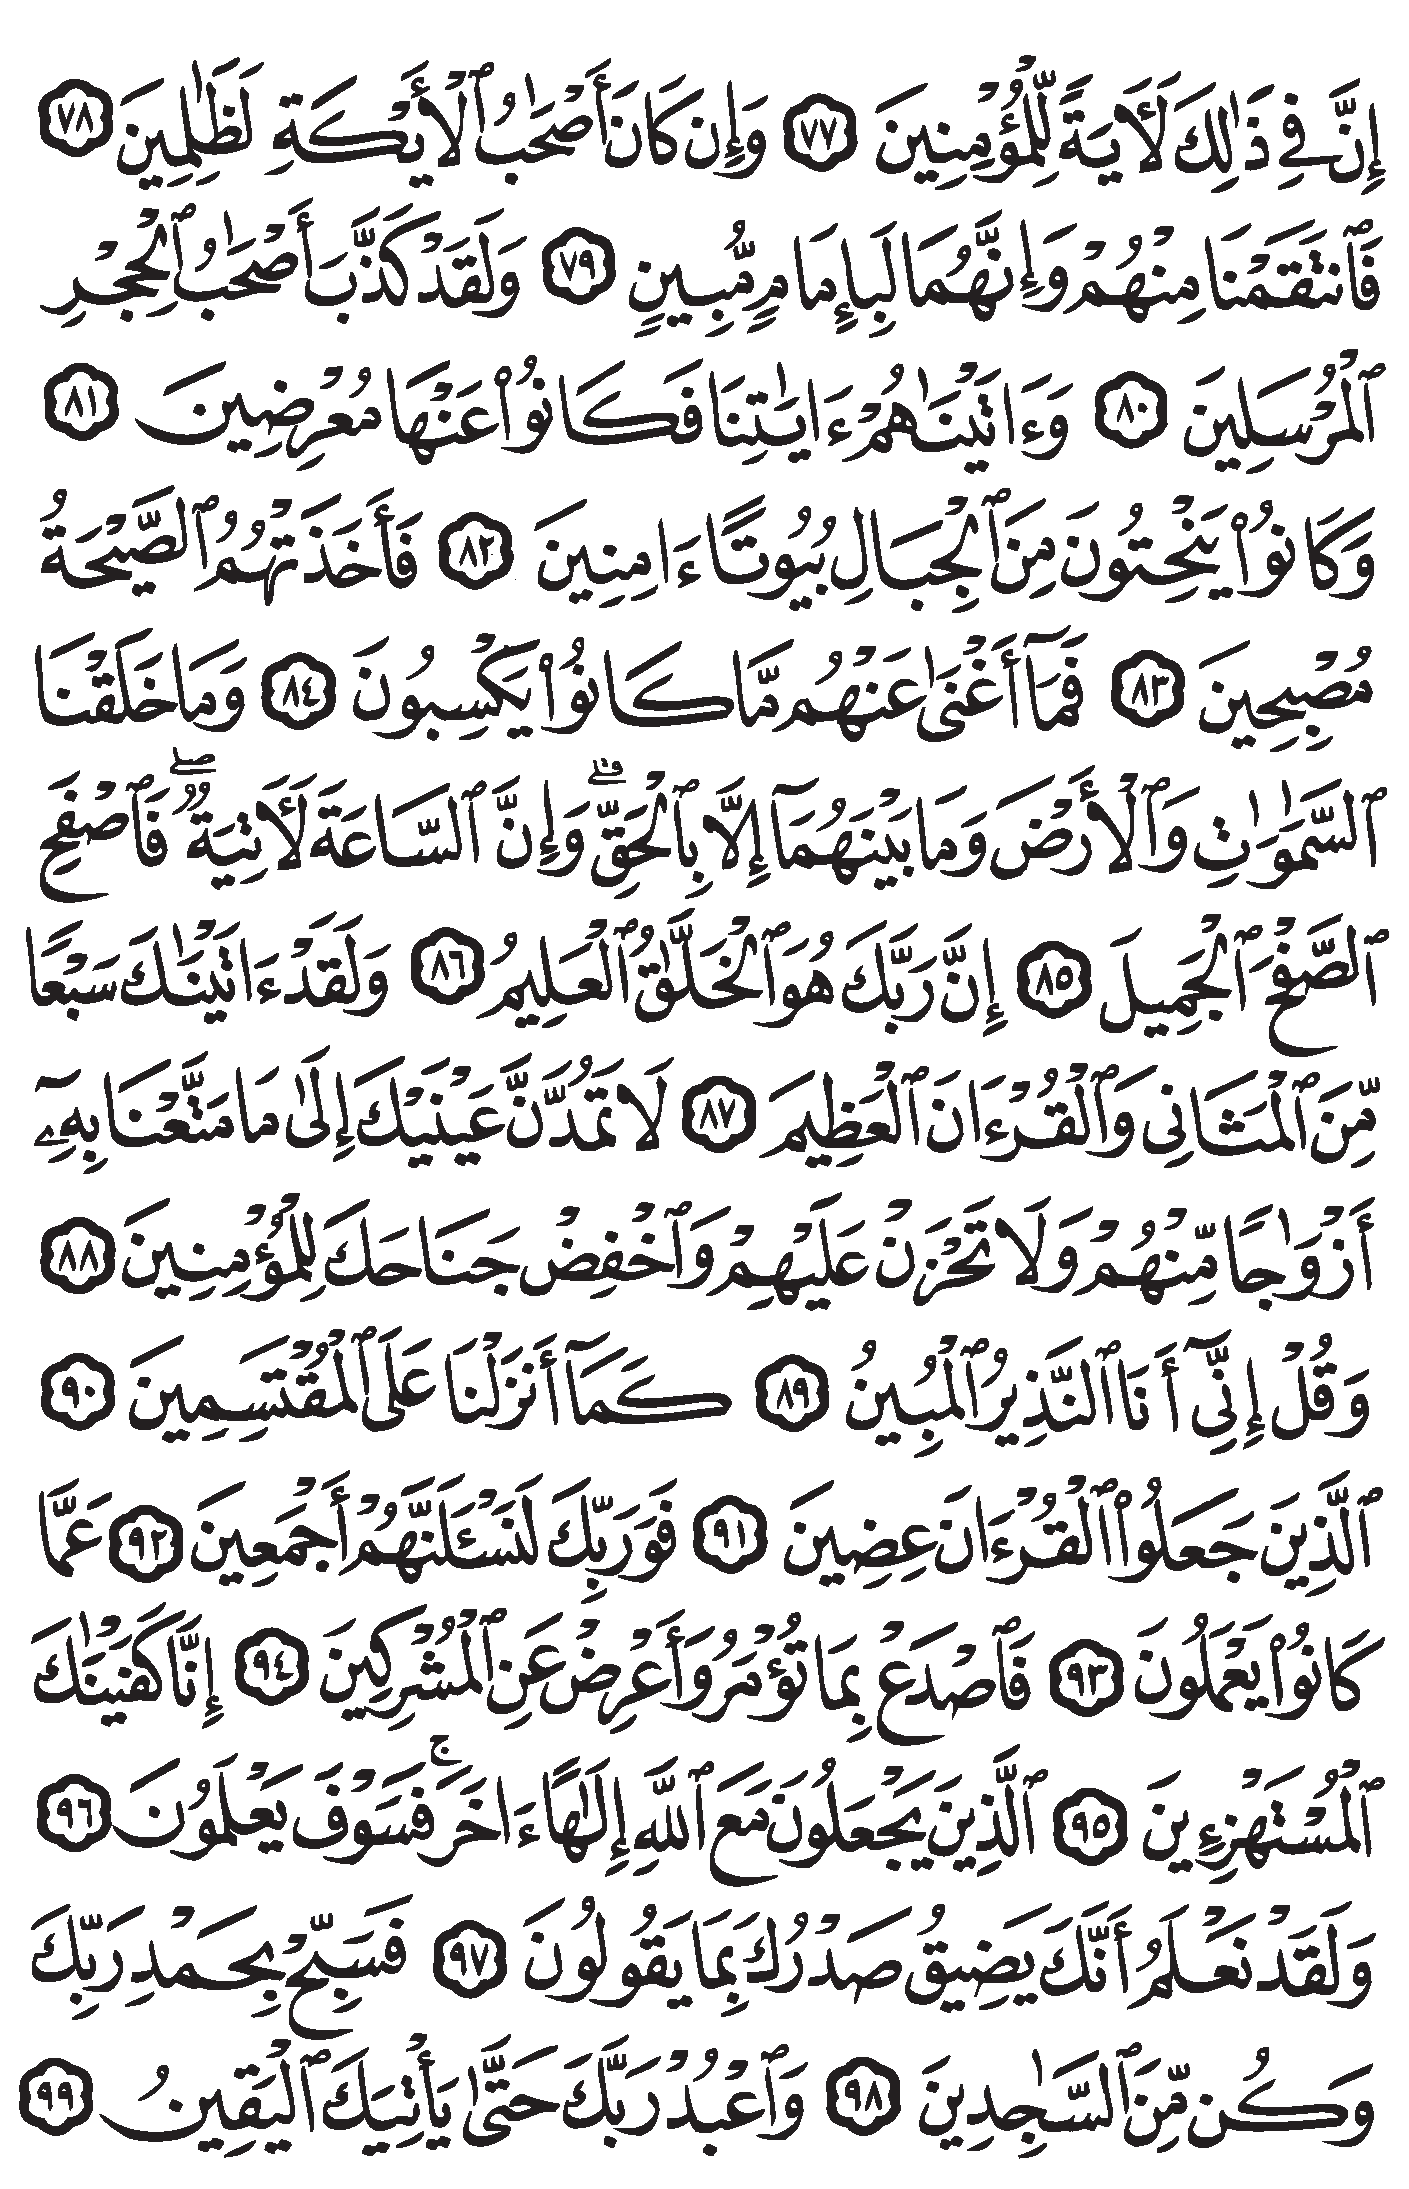 إِنَّ فِي ذَٰلِكَ لَأٓيَةً لِّلْمُؤْمِنِينَ ٧٧ وَإِن كَانَ أَصْحَٰبُ ٱلْأَيْكَةِ لَظَٰلِمِينَ ٧٨
فَٱنتَقَمْنَا مِنْهُمْ وَإِنَّهُمَا لَبِإِمَامٍ مُّبِينٍ ٧٩ وَلَقَدْ كَذَّبَ أَصْحَٰبُ ٱلْحِجْرِ
ٱلْمُرْسَلِينَ ٨٠ وَءَاتَيْنَٰهُمْ ءَايَٰتِنَا فَكَانُوا۟ عَنْهَا مُعْرِضِينَ ٨١
وَكَانُوا۟ يَنْحِتُونَ مِنَ ٱلْجِبَالِ بُيُوتًا ءَامِنِينَ ٨٢ فَأَخَذَتْهُمُ ٱلصَّيْحَةُ
مُصْبِحِينَ ٨٣ فَمَآ أَغْنَىٰ عَنْهُم مَّا كَانُوا۟ يَكْسِبُونَ ٨٤ وَمَا خَلَقْنَا
ٱلسَّمَٰوَٰتِ وَٱلْأَرْضَ وَمَا بَيْنَهُمَآ إِلَّا بِٱلْحَقِّ ۗ وَإِنَّ ٱلسَّاعَةَ لَأٓتِيَةٌ ۖ فَٱصْفَحِ
ٱلصَّفْحَ ٱلْجَمِيلَ ٨٥ إِنَّ رَبَّكَ هُوَ ٱلْخَلَّٰقُ ٱلْعَلِيمُ ٨٦ وَلَقَدْ ءَاتَيْنَٰكَ سَبْعًا
مِّنَ ٱلْمَثَانِي وَٱلْقُرْءَانَ ٱلْعَظِيمَ ٨٧ لَا تَمُدَّنَّ عَيْنَيْكَ إِلَىٰ مَا مَتَّعْنَا بِهِۦٓ
أَزْوَٰجًا مِّنْهُمْ وَلَا تَحْزَنْ عَلَيْهِمْ وَٱخْفِضْ جَنَاحَكَ لِلْمُؤْمِنِينَ ٨٨
وَقُلْ إِنِّيٓ أَنَا ٱلنَّذِيرُ ٱلْمُبِينُ ٨٩ كَمَآ أَنزَلْنَا عَلَى ٱلْمُقْتَسِمِينَ ٩٠
ٱلَّذِينَ جَعَلُوا۟ ٱلْقُرْءَانَ عِضِينَ ٩١ فَوَرَبِّكَ لَنَسْـَٔلَنَّهُمْ أَجْمَعِينَ ٩٢ عَمَّا
كَانُوا۟ يَعْمَلُونَ ٩٣ فَٱصْدَعْ بِمَا تُؤْمَرُ وَأَعْرِضْ عَنِ ٱلْمُشْرِكِينَ ٩٤ إِنَّا كَفَيْنَٰكَ
ٱلْمُسْتَهْزِءِينَ ٩٥ ٱلَّذِينَ يَجْعَلُونَ مَعَ ٱللَّهِ إِلَٰهًا ءَاخَرَ ۚ فَسَوْفَ يَعْلَمُونَ ٩٦
وَلَقَدْ نَعْلَمُ أَنَّكَ يَضِيقُ صَدْرُكَ بِمَا يَقُولُونَ ٩٧ فَسَبِّحْ بِحَمْدِ رَبِّكَ
وَكُن مِّنَ ٱلسَّٰجِدِينَ ٩٨ وَٱعْبُدْ رَبَّكَ حَتَّىٰ يَأْتِيَكَ ٱلْيَقِينُ ٩٩